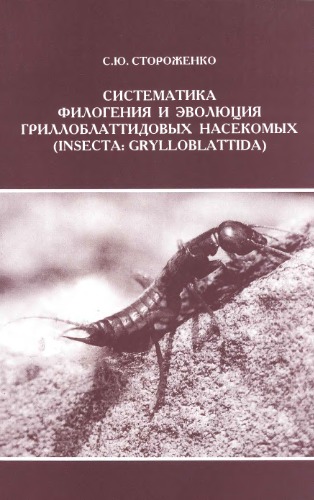 С.Ю. СТОРОЖЕНКО
СИСТЕМАТИКА
ФИЛОГЕНИЯ И ЭВОЛЮЦИЯ
ГРИЛЛОБЛАТТИДОВЫХ НАСЕКОМЫХ
(INSECTA: GRYLLOBLATTIDA)